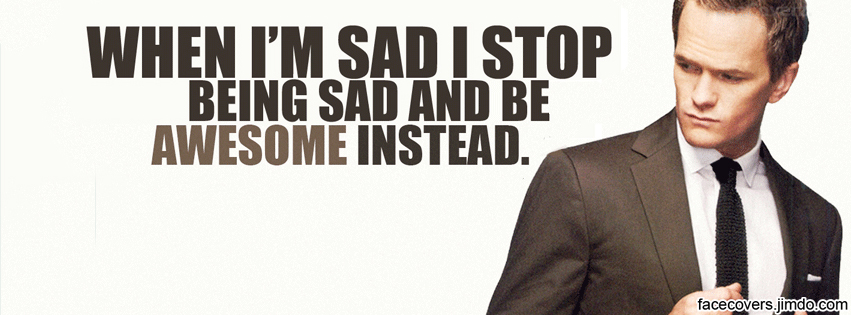 WHEN I'M SAD I STOP
BEING SAD AND BE
AWESOME INSTEAD.
facecovers.jimdo.com